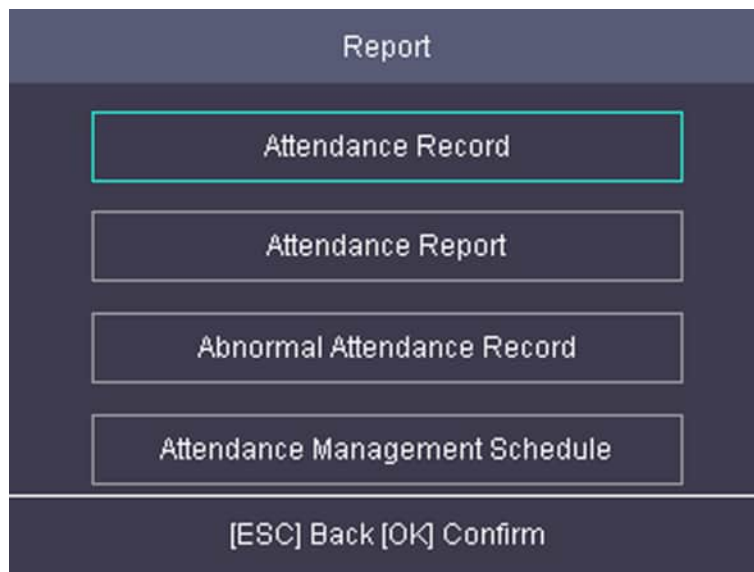 Report
Attendance Record
Attendance Report
Abnormal Attendance Record
Attendance Management Schedule
[ESC] Back [OK] Confirm